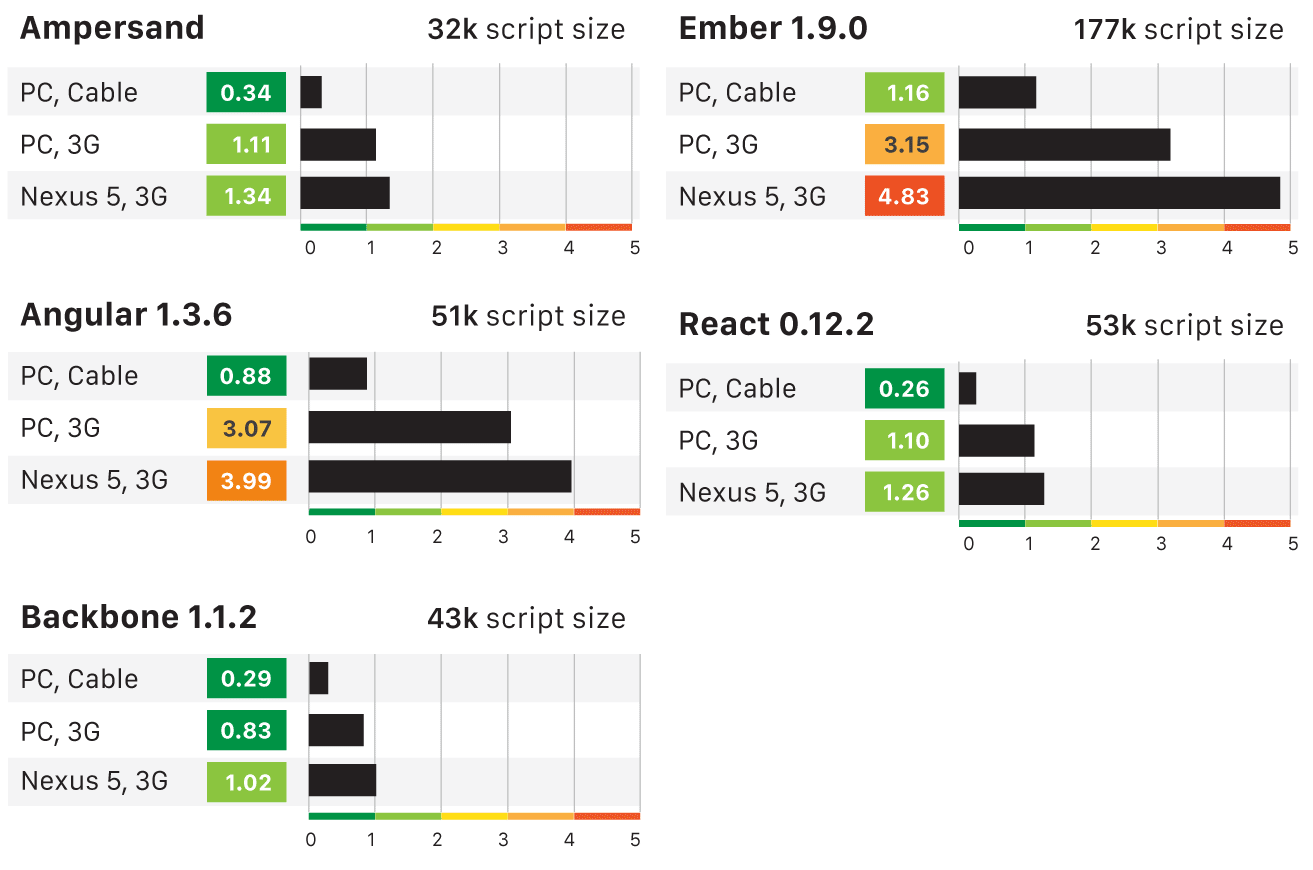 Ampersand 32k script size
PC, Cable 0.34
PC, 3G 1.11
Nexus 5, 3G 1.34
0 1 2 3 4 5
Ember 1.9.0 177k script size
PC, Cable 1.16
PC, 3G 3.15
Nexus 5, 3G 4.83
0 1 2 3 4 5
Angular 1.3.6 51k script size
PC, Cable 0.88
PC, 3G 3.07
Nexus 5, 3G 3.99
0 1 2 3 4 5
React 0.12.2 53k script size
PC, Cable 0.26
PC, 3G 1.10
Nexus 5, 3G 1.26
0 1 2 3 4 5
Backbone 1.1.2 43k script size
PC, Cable 0.29
PC, 3G 0.83
Nexus 5, 3G 1.02
0 1 2 3 4 5